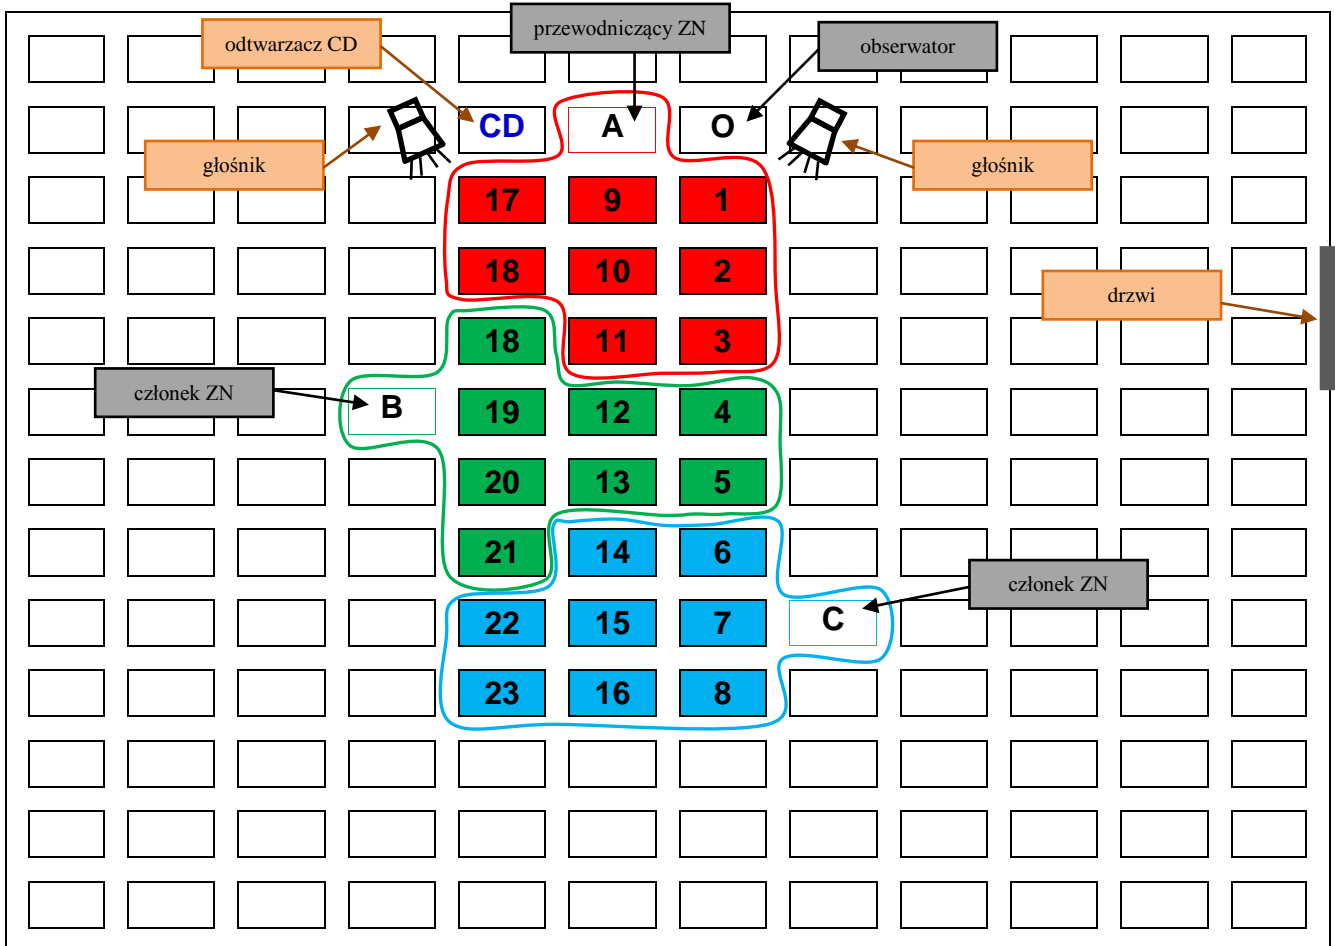 przewodniczący ZN
odtwarzacz CD
obserwator
CD A O
głośnik
głośnik
17 9 1
18 10 2
drzwi
18 11 3
członek ZN
B 19 12 4
20 13 5
21 14 6
członek ZN
22 15 7 C
23 16 8